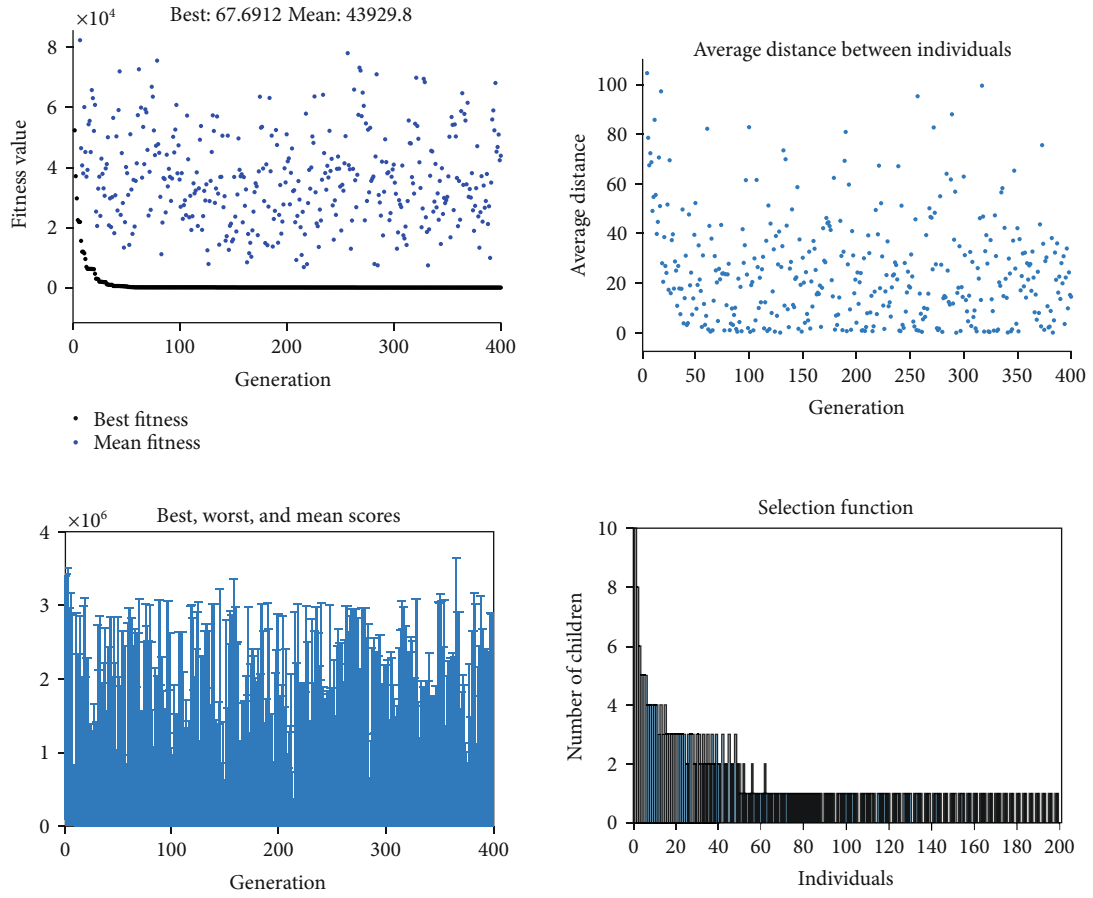 ×10⁴
Best: 67.6912 Mean: 43929.8
Fitness value
8
6
4
2
0
0 100 200 300 400
Generation
Best fitness
Mean fitness
Average distance between individuals
Average distance
100
80
60
40
20
0
0 50 100 150 200 250 300 350 400
Generation
×10⁶
Best, worst, and mean scores
4
3
2
1
0
0 100 200 300 400
Generation
Selection function
Number of children
10
8
6
4
2
0
0 20 40 60 80 100 120 140 160 180 200
Individuals